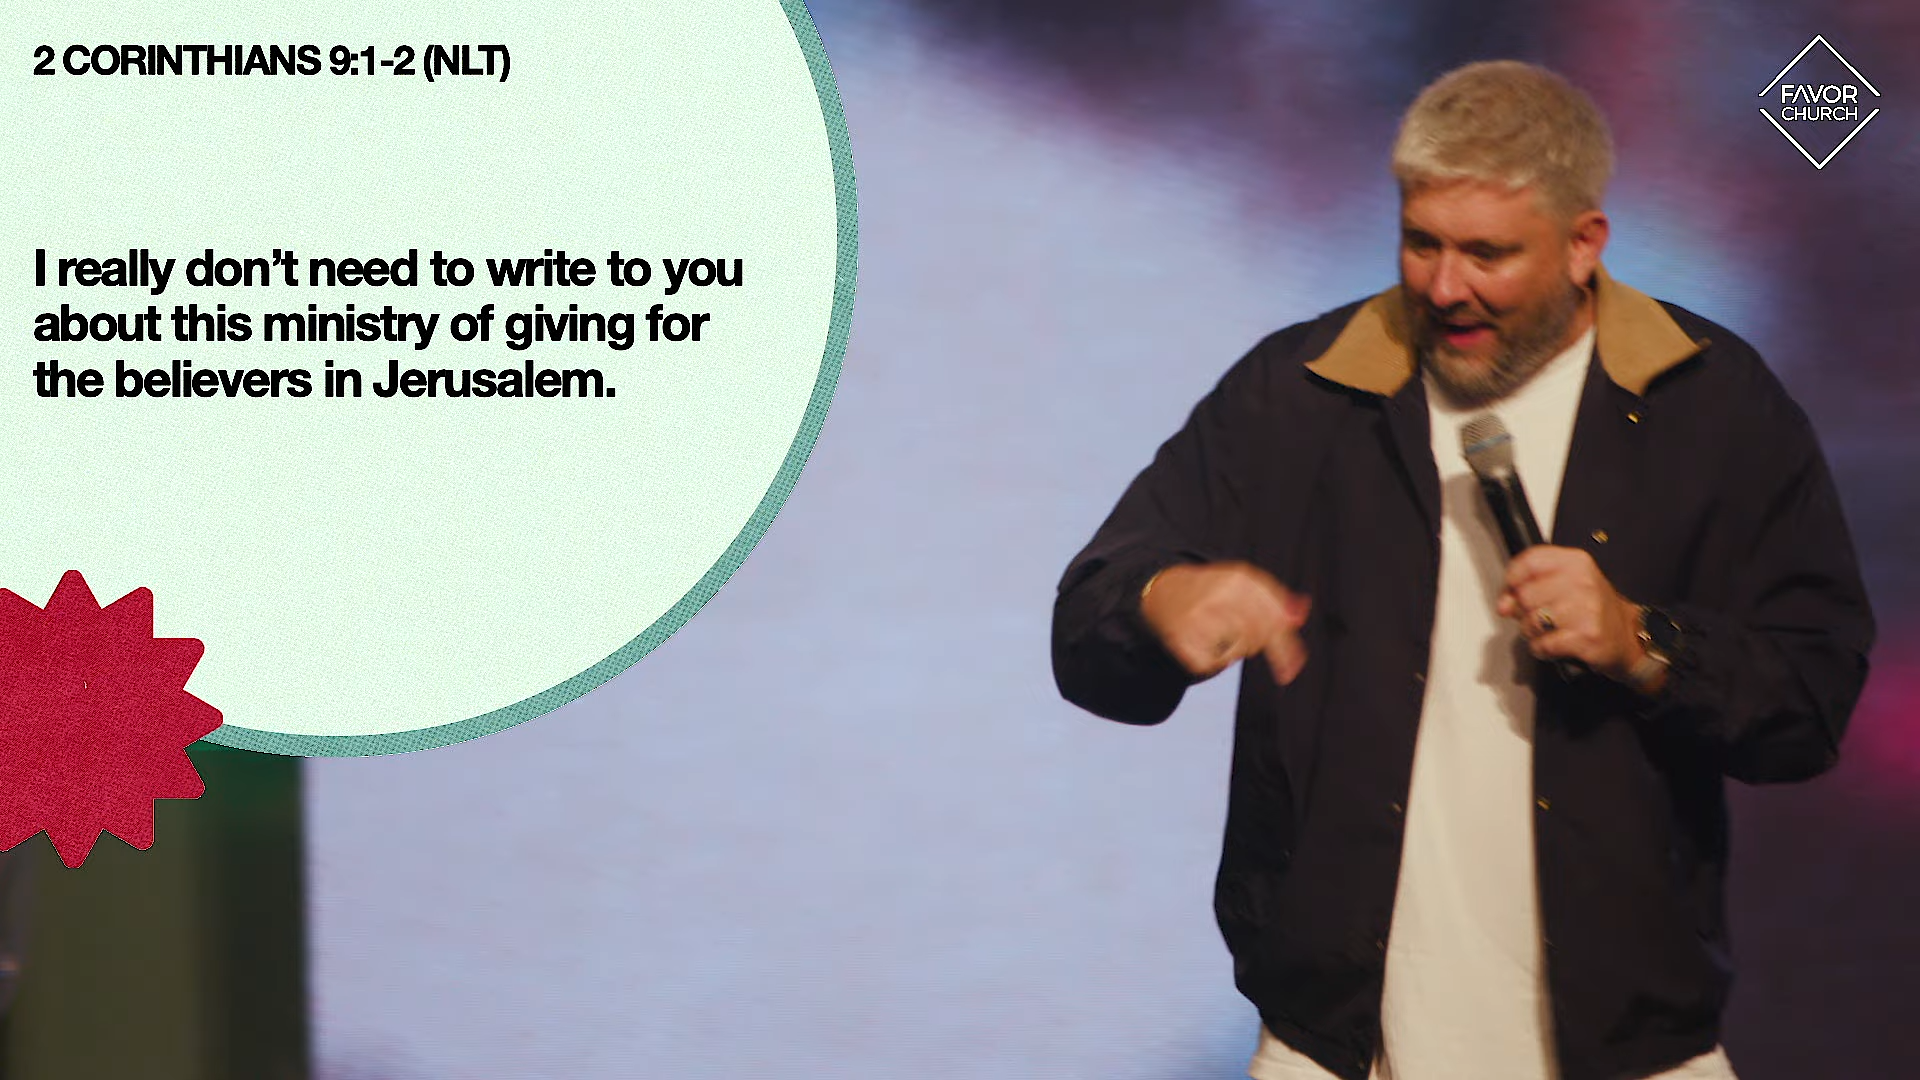 2 CORINTHIANS 9:1-2 (NLT)
FAVOR
CHURCH
I really don’t need to write to you
about this ministry of giving for
the believers in Jerusalem.